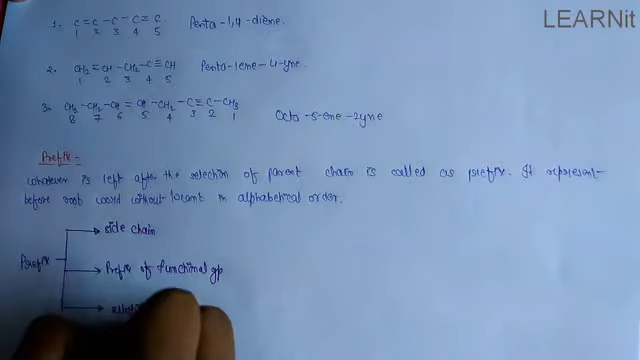 LEARNit
1. C = C - C - C = C Penta-1,4-diene.
1 2 3 4 5
2. CH2 = CH - CH2 - C ≡ CH Penta-1ene-4-yne
1 2 3 4 5
3. CH3 - CH2 - CH = CH - CH2 - C ≡ C - CH3 Octa-5-ene-2yne
8 7 6 5 4 3 2 1
Prefix -
Whatever is left after the selection of parent chain is called as prefix. It represent
before root word without locant in alphabetical order.
Prefix
side chain
Prefix of functional gp